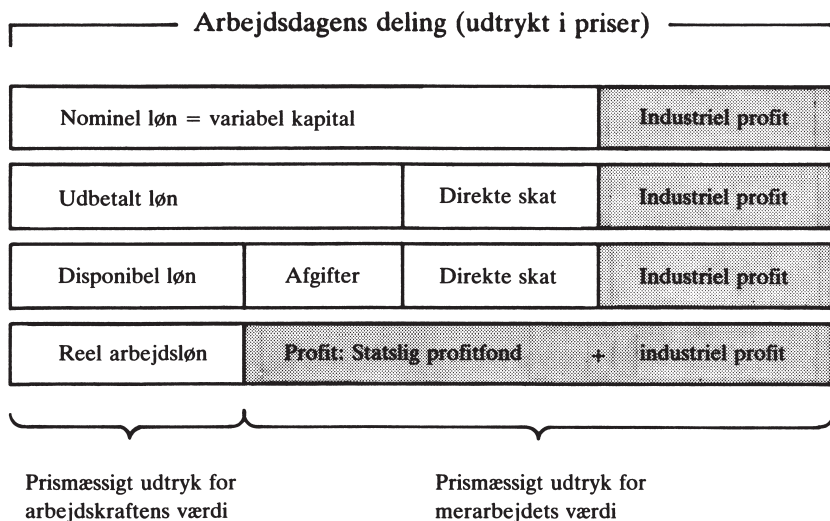 Arbejdsdagens deling (udtrykt i priser)
Nominel løn = variabel kapital Industriel profit
Udbetalt løn Direkte skat Industriel profit
Disponibel løn Afgifter Direkte skat Industriel profit
Reel arbejdsløn Profit: Statslig profitfond + industriel profit
Prismæssigt udtryk for
arbejdskraftens værdi
Prismæssigt udtryk for
merarbejdets værdi